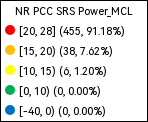 NR PCC SRS Power_MCL
[20, 28] (455, 91.18%)
[15, 20) (38, 7.62%)
[10, 15) (6, 1.20%)
[0, 10) (0, 0.00%)
[-40, 0) (0, 0.00%)